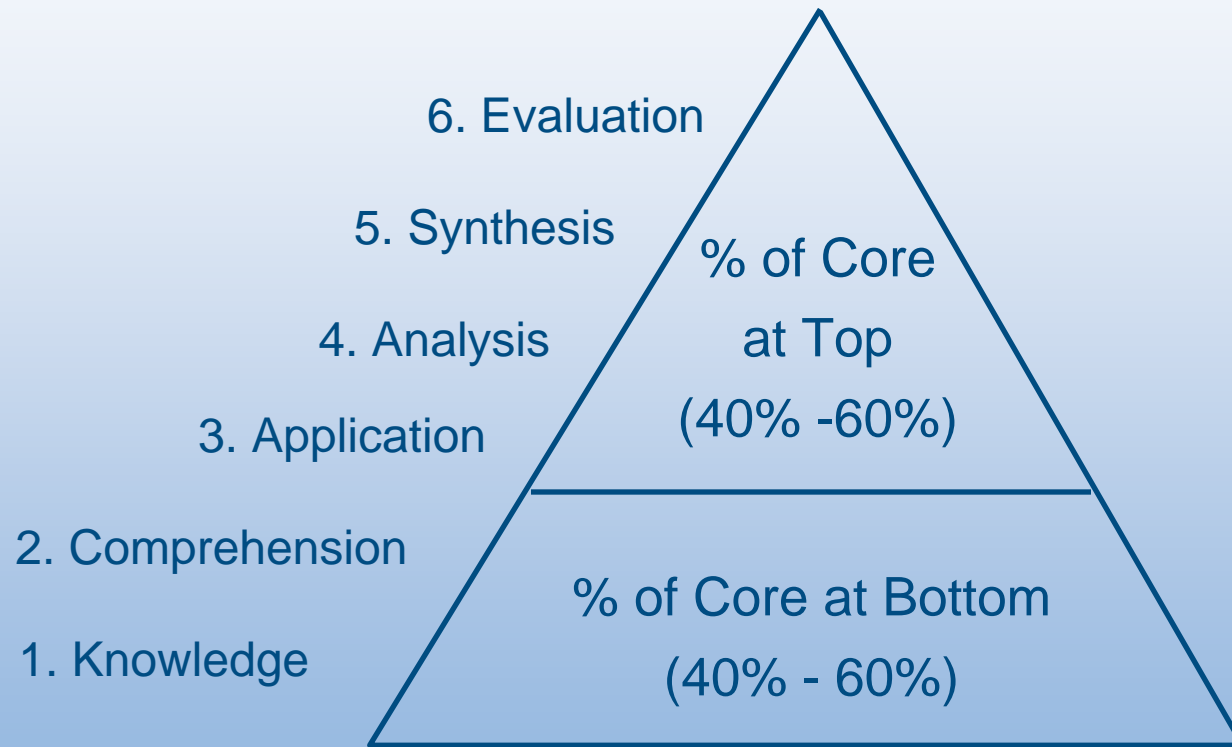 6. Evaluation
5. Synthesis
4. Analysis
3. Application
2. Comprehension
1. Knowledge
% of Core
at Top
(40% -60%)
% of Core at Bottom
(40% - 60%)